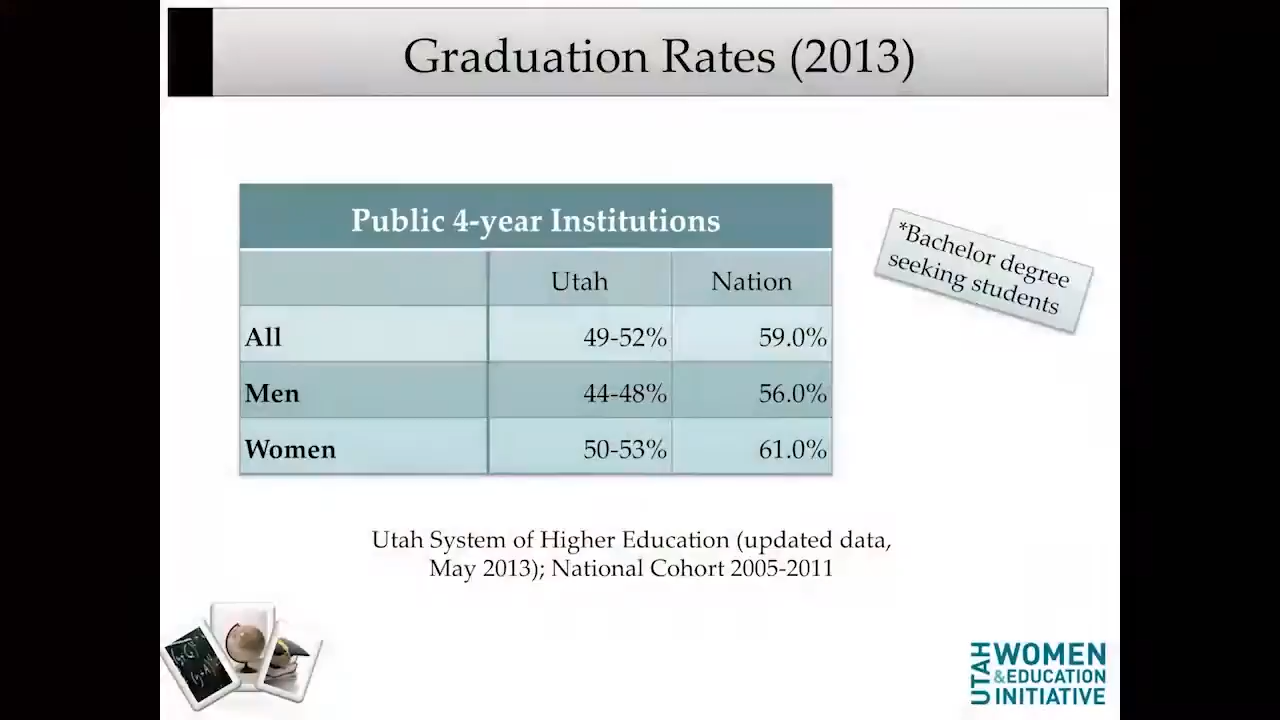 Graduation Rates (2013)
Public 4-year Institutions
Utah Nation
All 49-52% 59.0%
Men 44-48% 56.0%
Women 50-53% 61.0%
*Bachelor degree
seeking students
Utah System of Higher Education (updated data,
May 2013); National Cohort 2005-2011
UTAH
WOMEN
&EDUCATION
INITIATIVE